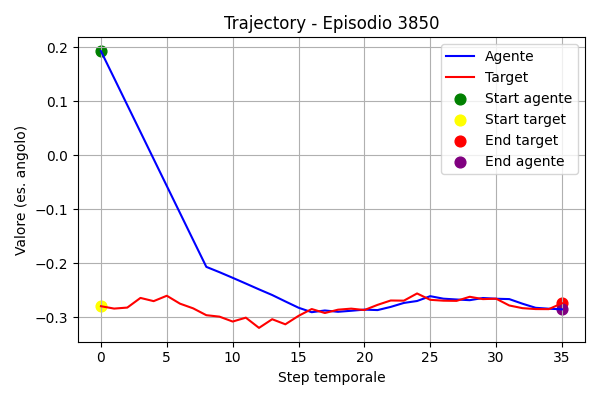 Trajectory - Episodio 3850
Agente
Target
Start agente
Start target
End target
End agente
Valore (es. angolo)
0.2
0.1
0.0
−0.1
−0.2
−0.3
0 5 10 15 20 25 30 35
Step temporale